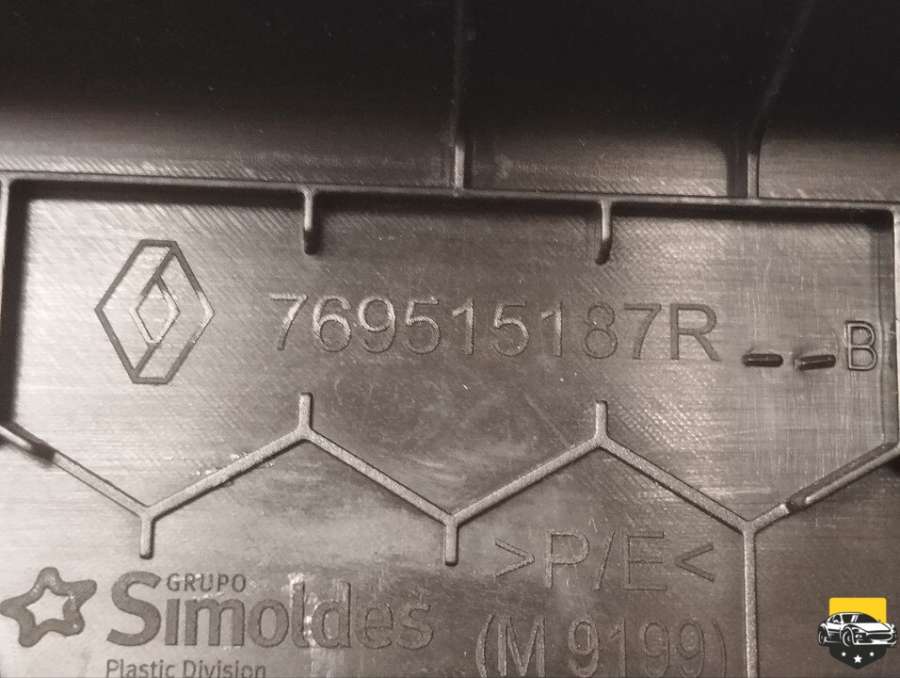 769515187R -- --B
>P/E<
GRUPO
Simoldes
Plastic Division
(M 9199)